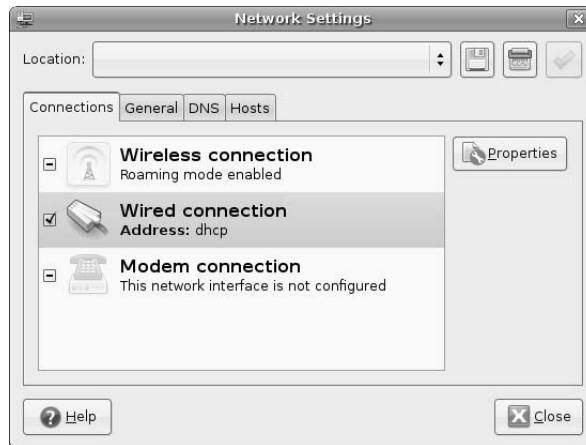 Network Settings
Location:
Connections General DNS Hosts
Wireless connection
Roaming mode enabled
Properties
Wired connection
Address: dhcp
Modem connection
This network interface is not configured
Help
Close